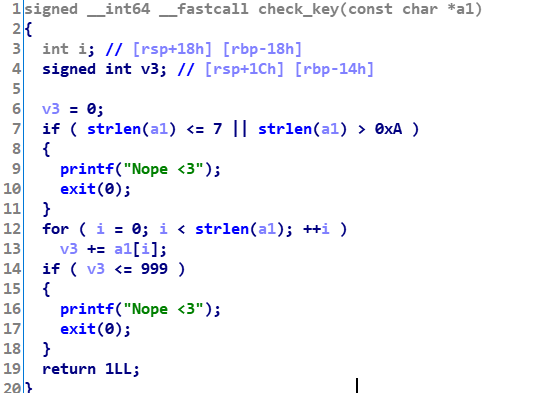 1 signed __int64 __fastcall check_key(const char *a1)
2 {
3   int i; // [rsp+18h] [rbp-18h]
4   signed int v3; // [rsp+1Ch] [rbp-14h]
5
6   v3 = 0;
7   if ( strlen(a1) <= 7 || strlen(a1) > 0xA )
8   {
9     printf("Nope <3");
10     exit(0);
11   }
12   for ( i = 0; i < strlen(a1); ++i )
13     v3 += a1[i];
14   if ( v3 <= 999 )
15   {
16     printf("Nope <3");
17     exit(0);
18   }
19   return 1LL;
20 }